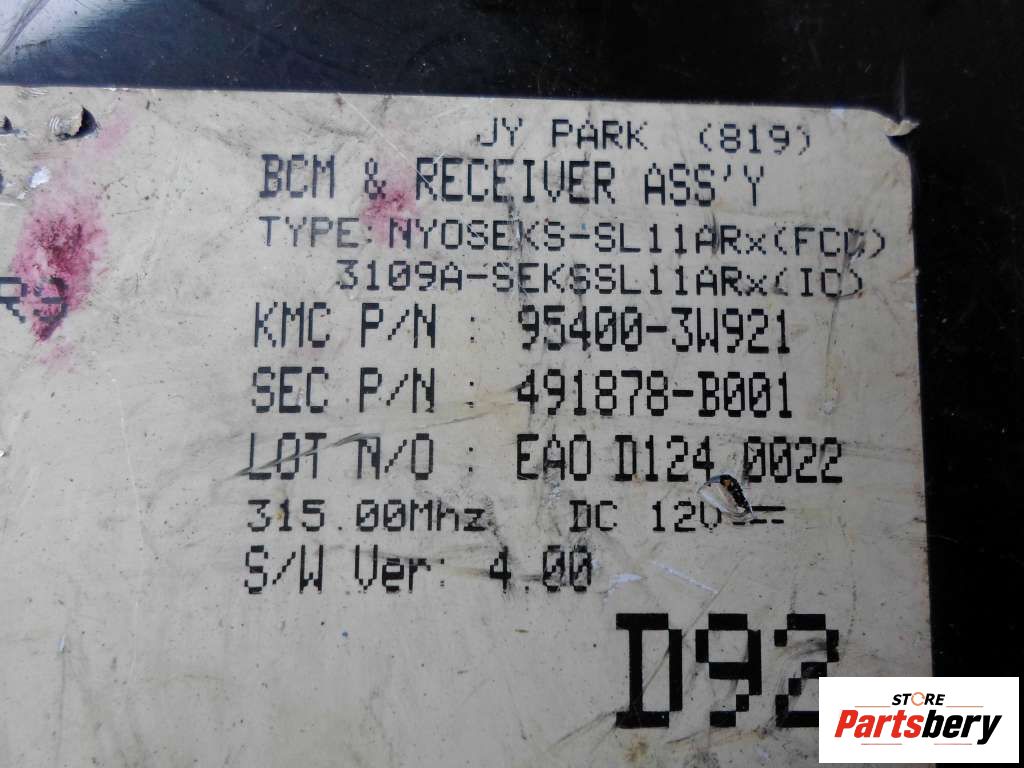 JY PARK (819)
BCM & RECEIVER ASS'Y
TYPE NYOSEKS-SL11ARx(FCC)
3109A-SEKSSL11ARx(IC)
KMC P/N : 95400-3W921
SEC P/N : 491878-B001
LOT N/O : EAO D124 0022
315.00Mhz DC 12V
S/W Ver: 4.00
D92
STORE
Partsbery